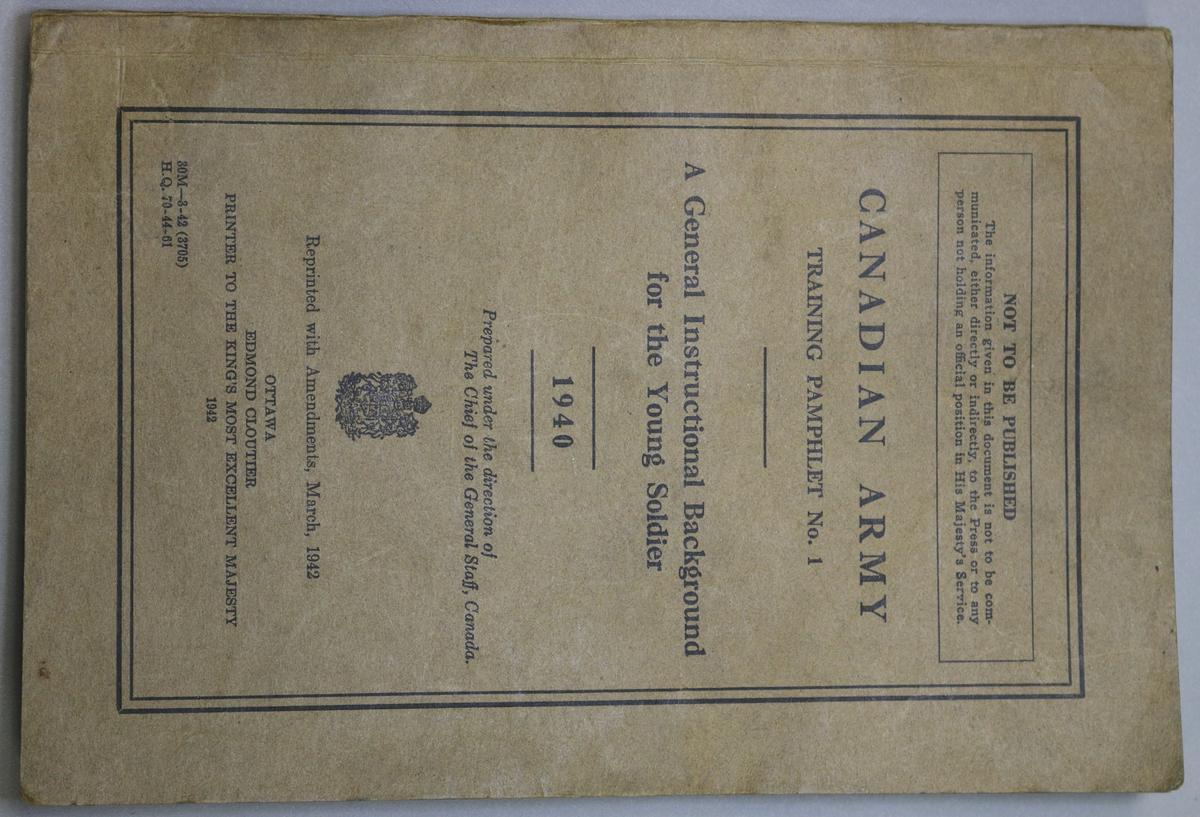 NOT TO BE PUBLISHED
The information given in this document is not to be com-
municated, either directly or indirectly, to the Press or to any
person not holding an official position in His Majesty's Service.
CANADIAN ARMY
TRAINING PAMPHLET No. 1
A General Instructional Background
for the Young Soldier
1940
Prepared under the direction of
The Chief of the General Staff, Canada.
Reprinted with Amendments, March, 1942
OTTAWA
EDMOND CLOUTIER
PRINTER TO THE KING'S MOST EXCELLENT MAJESTY
1942
30M—3-42 (3705)
H.Q. 70-44-61